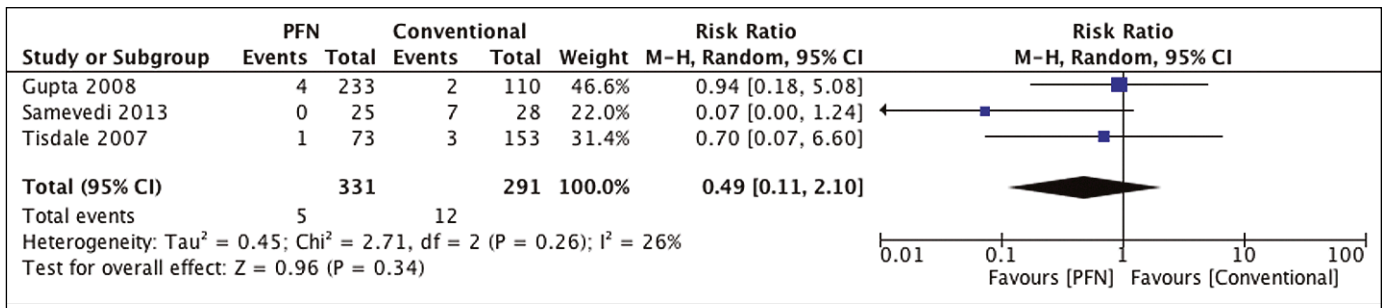 PFN Conventional Risk Ratio Risk Ratio
Study or Subgroup Events Total Events Total Weight M-H, Random, 95% CI M-H, Random, 95% CI
Gupta 2008 4 233 2 110 46.6% 0.94 [0.18, 5.08]
Samevedi 2013 0 25 7 28 22.0% 0.07 [0.00, 1.24]
Tisdale 2007 1 73 3 153 31.4% 0.70 [0.07, 6.60]
Total (95% CI) 331 291 100.0% 0.49 [0.11, 2.10]
Total events 5 12
Heterogeneity: Tau² = 0.45; Chi² = 2.71, df = 2 (P = 0.26); I² = 26%
Test for overall effect: Z = 0.96 (P = 0.34)
0.01 0.1 1 10 100
Favours [PFN] Favours [Conventional]